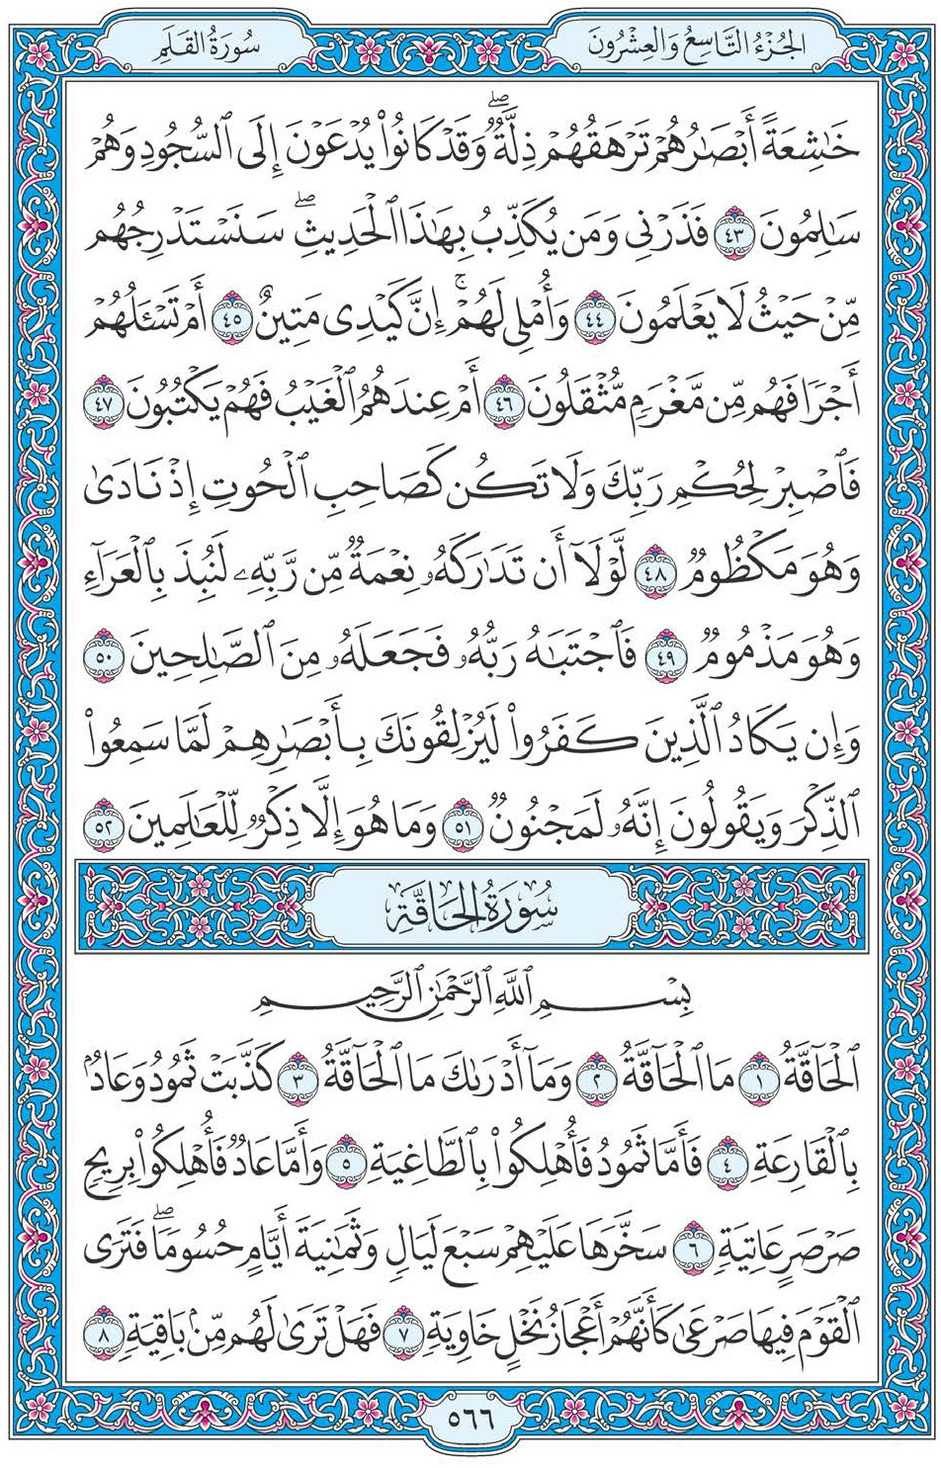 الجُزْءُ التَّاسِعُ وَالعِشْرُونَ
سُورَةُ القَلَمِ
خَٰشِعَةً أَبۡصَٰرُهُمۡ تَرۡهَقُهُمۡ ذِلَّةٞۖ وَقَدۡ كَانُواْ يُدۡعَوۡنَ إِلَى ٱلسُّجُودِ وَهُمۡ
سَٰلِمُونَ ٤٣ فَذَرۡنِي وَمَن يُكَذِّبُ بِهَٰذَا ٱلۡحَدِيثِۖ سَنَسۡتَدۡرِجُهُم
مِّنۡ حَيۡثُ لَا يَعۡلَمُونَ ٤٤ وَأُمۡلِي لَهُمۡۚ إِنَّ كَيۡدِي مَتِينٌ ٤٥ أَمۡ تَسۡـَٔلُهُمۡ
أَجۡرٗا فَهُم مِّن مَّغۡرَمٖ مُّثۡقَلُونَ ٤٦ أَمۡ عِندَهُمُ ٱلۡغَيۡبُ فَهُمۡ يَكۡتُبُونَ ٤٧
فَٱصۡبِرۡ لِحُكۡمِ رَبِّكَ وَلَا تَكُن كَصَاحِبِ ٱلۡحُوتِ إِذۡ نَادَىٰ
وَهُوَ مَكۡظُومٞ ٤٨ لَّوۡلَآ أَن تَدَٰرَكَهُۥ نِعۡمَةٞ مِّن رَّبِّهِۦ لَنُبِذَ بِٱلۡعَرَآءِ
وَهُوَ مَذۡمُومٞ ٤٩ فَٱجۡتَبَٰهُ رَبُّهُۥ فَجَعَلَهُۥ مِنَ ٱلصَّٰلِحِينَ ٥٠
وَإِن يَكَادُ ٱلَّذِينَ كَفَرُواْ لَيُزۡلِقُونَكَ بِأَبۡصَٰرِهِمۡ لَمَّا سَمِعُواْ
ٱلذِّكۡرَ وَيَقُولُونَ إِنَّهُۥ لَمَجۡنُونٞ ٥١ وَمَا هُوَ إِلَّا ذِكۡرٞ لِّلۡعَٰلَمِينَ ٥٢
سُورَةُ الحَاقَّةِ
بِسۡمِ ٱللَّهِ ٱلرَّحۡمَٰنِ ٱلرَّحِيمِ
ٱلۡحَآقَّةُ ١ مَا ٱلۡحَآقَّةُ ٢ وَمَآ أَدۡرَىٰكَ مَا ٱلۡحَآقَّةُ ٣ كَذَّبَتۡ ثَمُودُ وَعَادُۢ
بِٱلۡقَارِعَةِ ٤ فَأَمَّا ثَمُودُ فَأُهۡلِكُواْ بِٱلطَّاغِيَةِ ٥ وَأَمَّا عَادٞ فَأُهۡلِكُواْ بِرِيحٖ
صَرۡصَرٍ عَاتِيَةٖ ٦ سَخَّرَهَا عَلَيۡهِمۡ سَبۡعَ لَيَالٖ وَثَمَٰنِيَةَ أَيَّامٍ حُسُومٗاۖ فَتَرَى
ٱلۡقَوۡمَ فِيهَا صَرۡعَىٰ كَأَنَّهُمۡ أَعۡجَازُ نَخۡلٍ خَاوِيَةٖ ٧ فَهَلۡ تَرَىٰ لَهُم مِّنۢ بَاقِيَةٖ ٨
٥٦٦